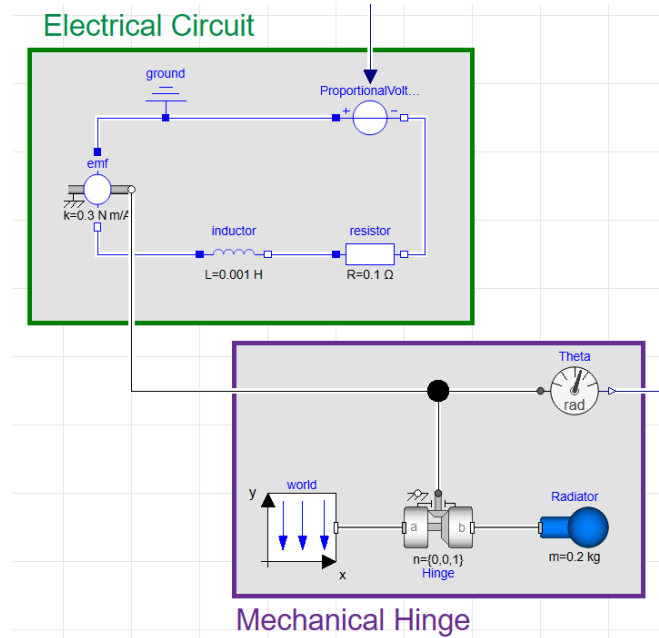 Electrical Circuit
ground
ProportionalVolt...
+ −
emf
k=0.3 N m/A
inductor
resistor
L=0.001 H
R=0.1 Ω
Theta
rad
world
y
Radiator
a b
n={0,0,1}
m=0.2 kg
x
Hinge
Mechanical Hinge